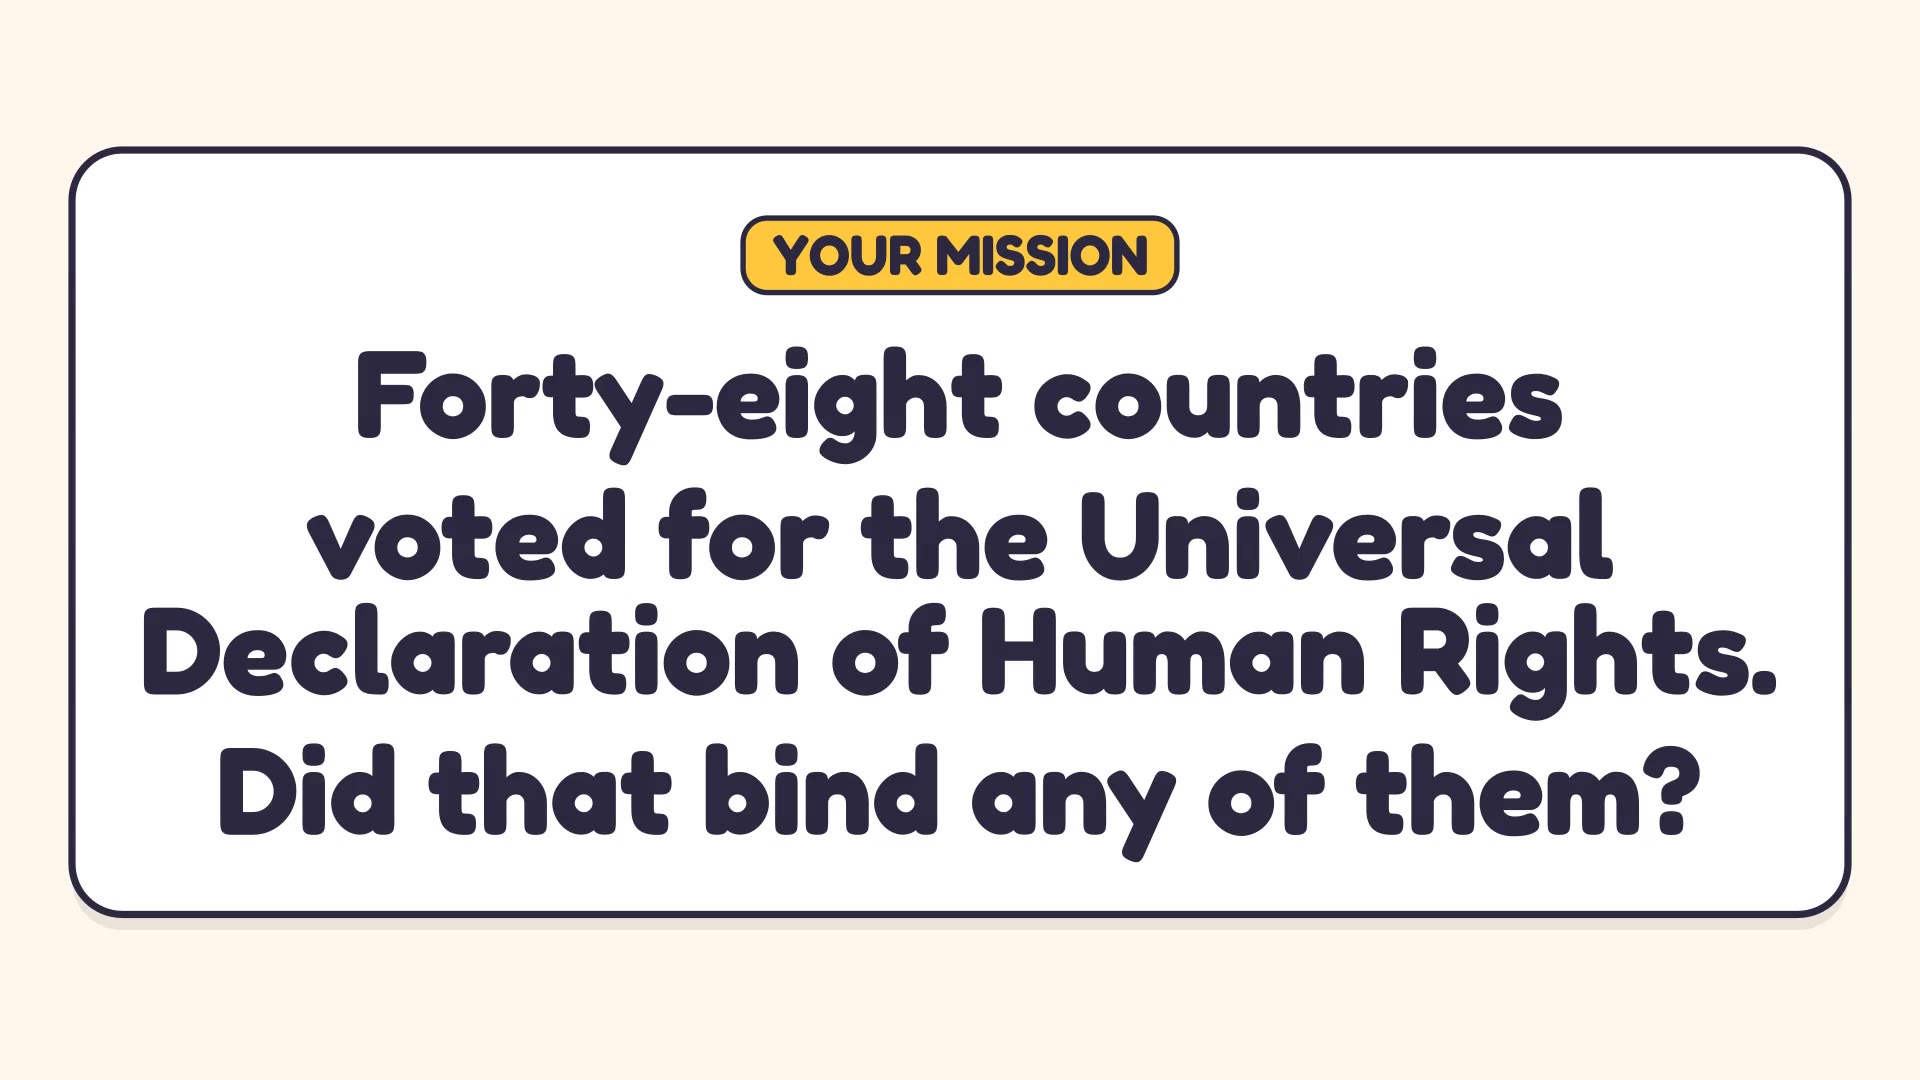 YOUR MISSION
Forty-eight countries
voted for the Universal
Declaration of Human Rights.
Did that bind any of them?